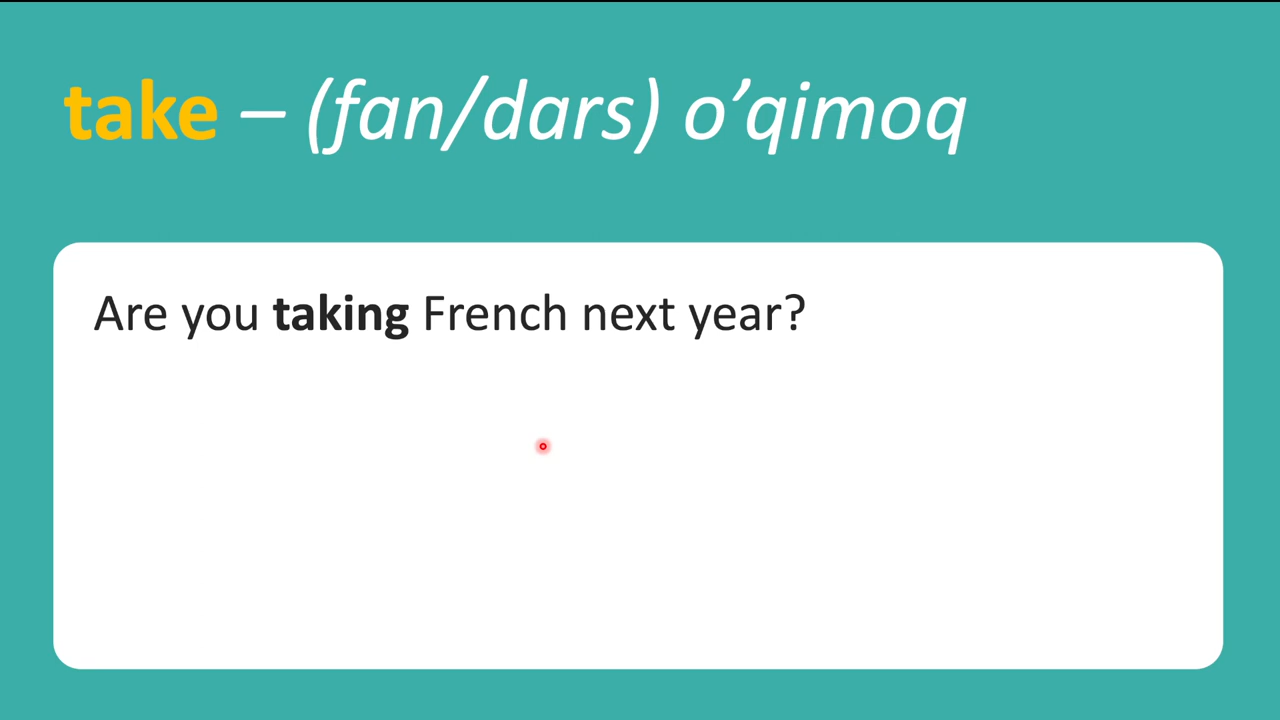 take – (fan/dars) o’qimoq
Are you taking French next year?